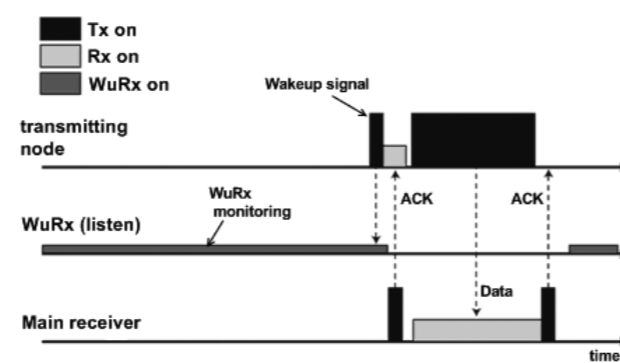 Tx on
Rx on
WuRx on
Wakeup signal
transmitting
node
ACK
ACK
WuRx
monitoring
WuRx (listen)
Data
Main receiver
time